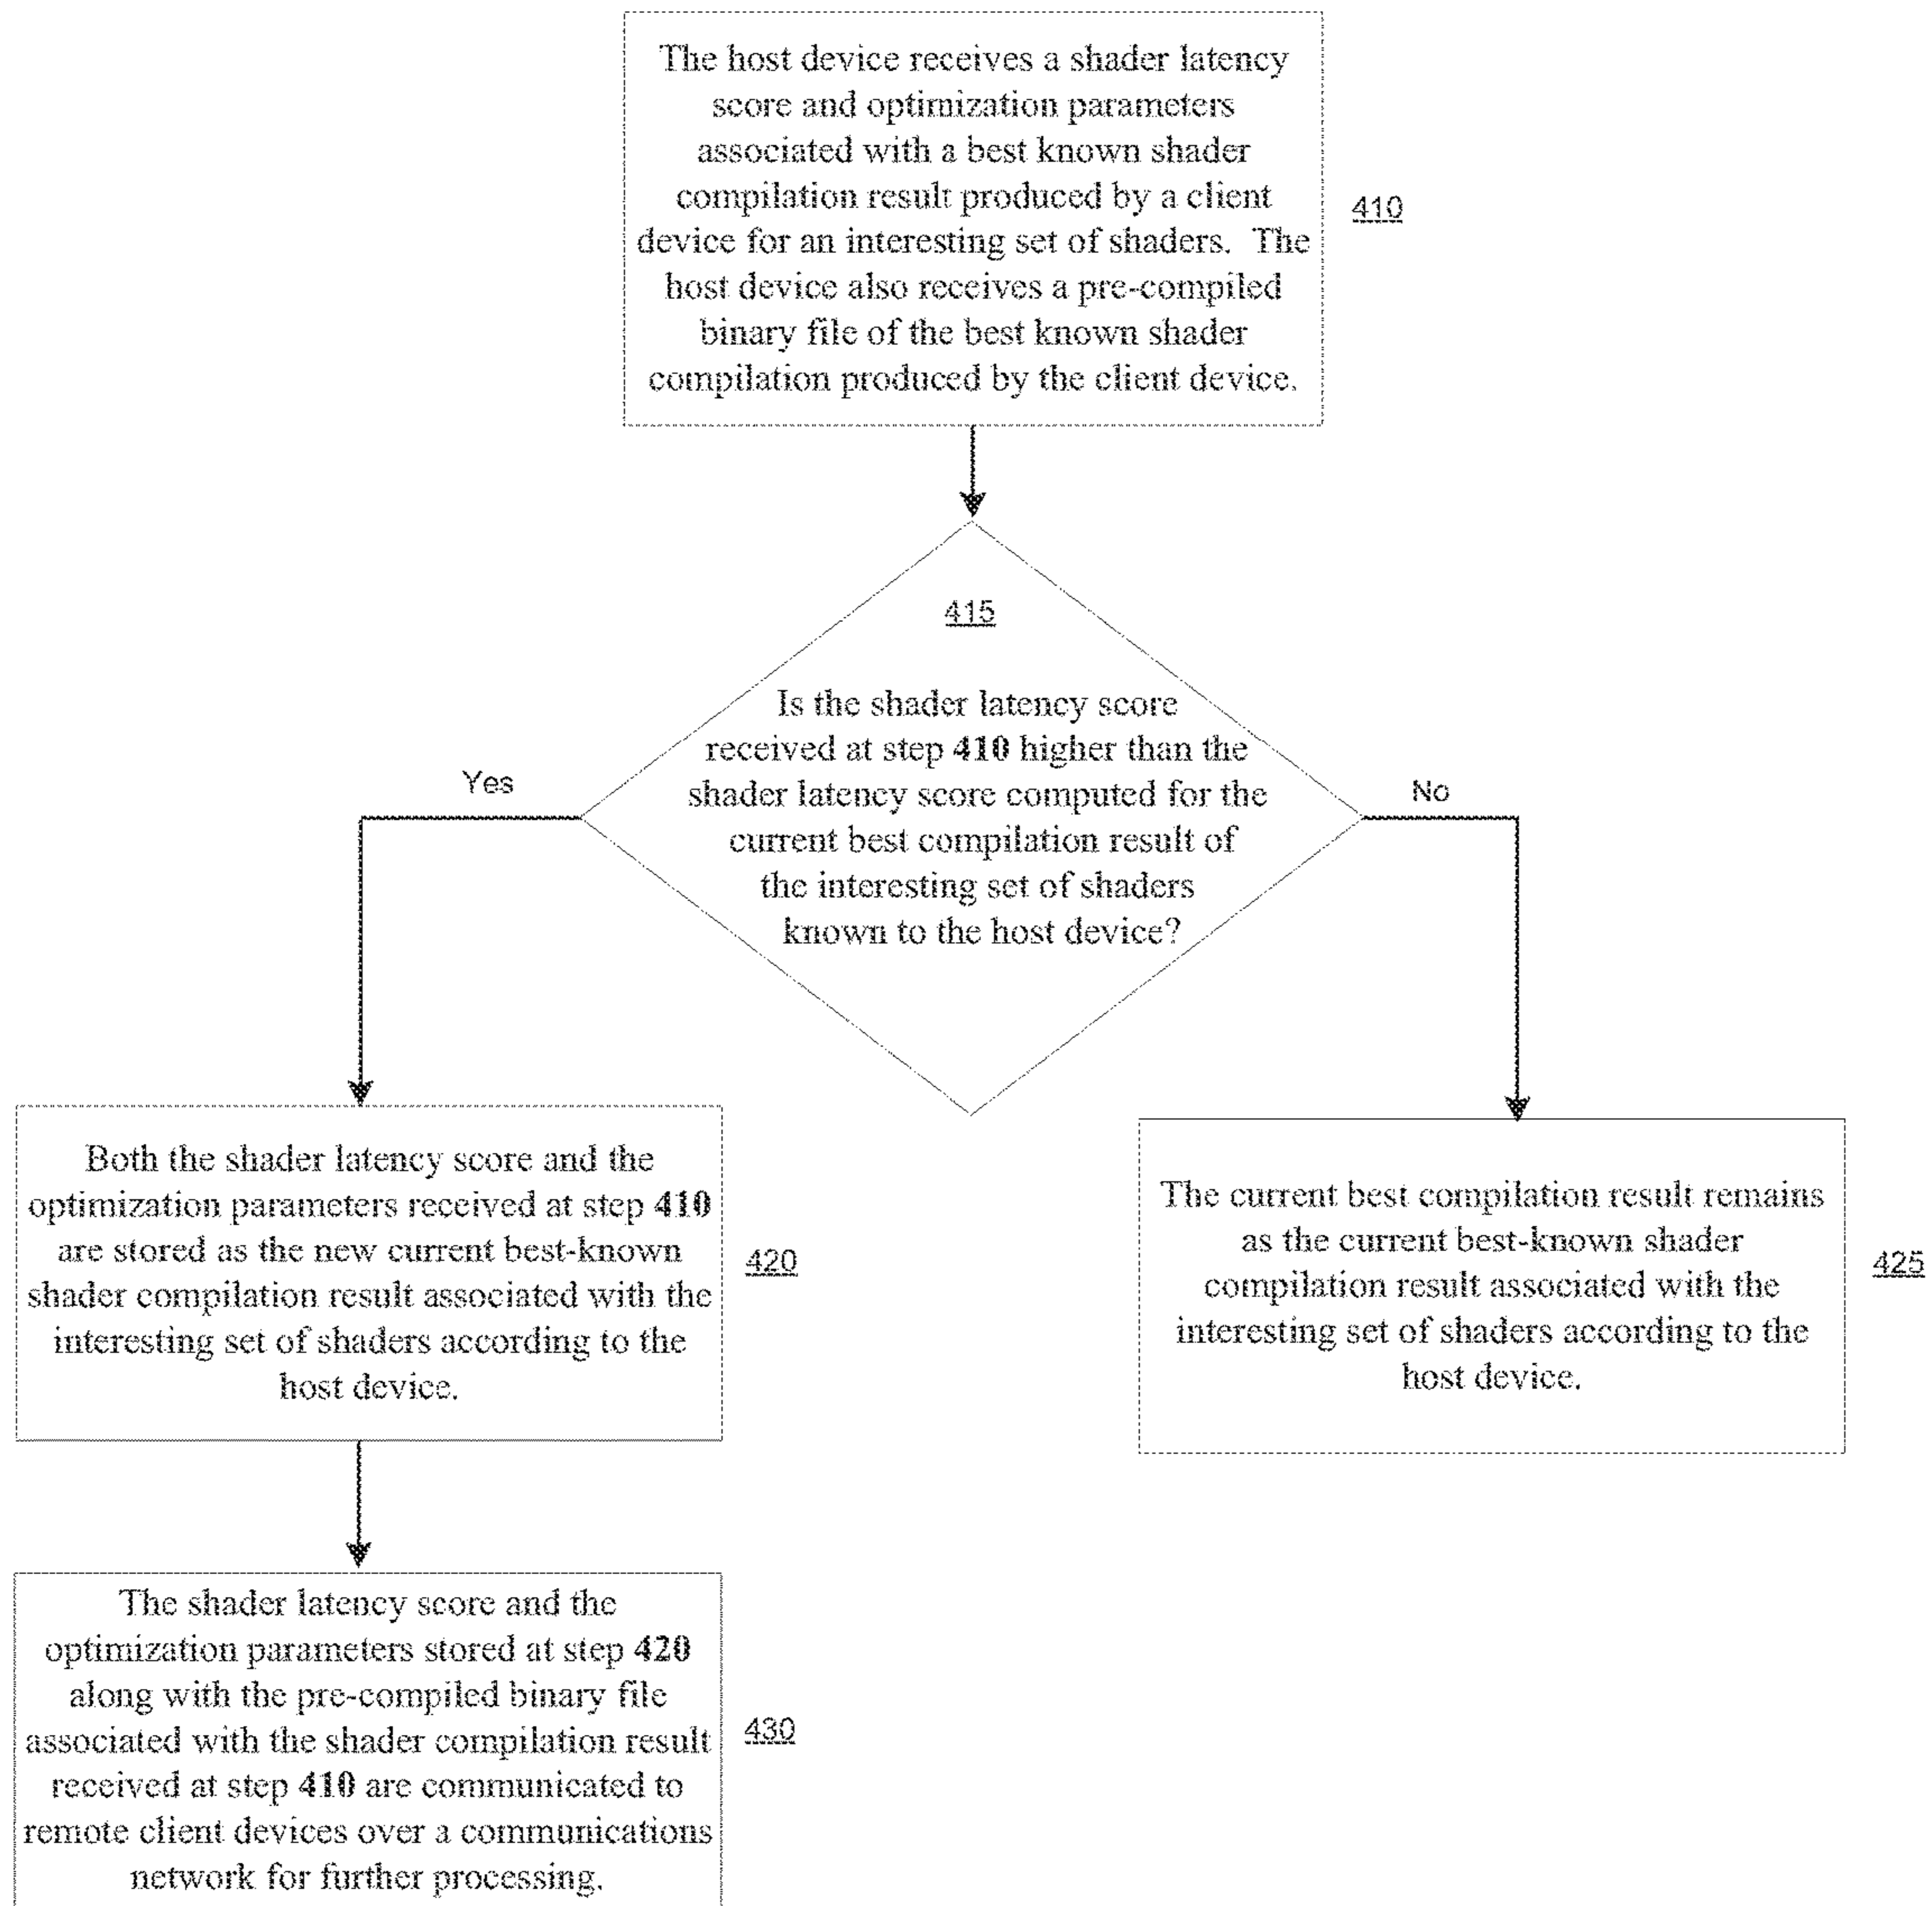 The host device receives a shader latency
score and optimization parameters
associated with a best known shader
compilation result produced by a client
device for an interesting set of shaders. The
host device also receives a pre-compiled
binary file of the best known shader
compilation produced by the client device.
410
415
Is the shader latency score
received at step 410 higher than the
shader latency score computed for the
current best compilation result of
the interesting set of shaders
known to the host device?
Yes
No
Both the shader latency score and the
optimization parameters received at step 410
are stored as the new current best-known
shader compilation result associated with the
interesting set of shaders according to the
host device.
420
The current best compilation result remains
as the current best-known shader
compilation result associated with the
interesting set of shaders according to the
host device.
425
The shader latency score and the
optimization parameters stored at step 420
along with the pre-compiled binary file
associated with the shader compilation result
received at step 410 are communicated to
remote client devices over a communications
network for further processing.
430